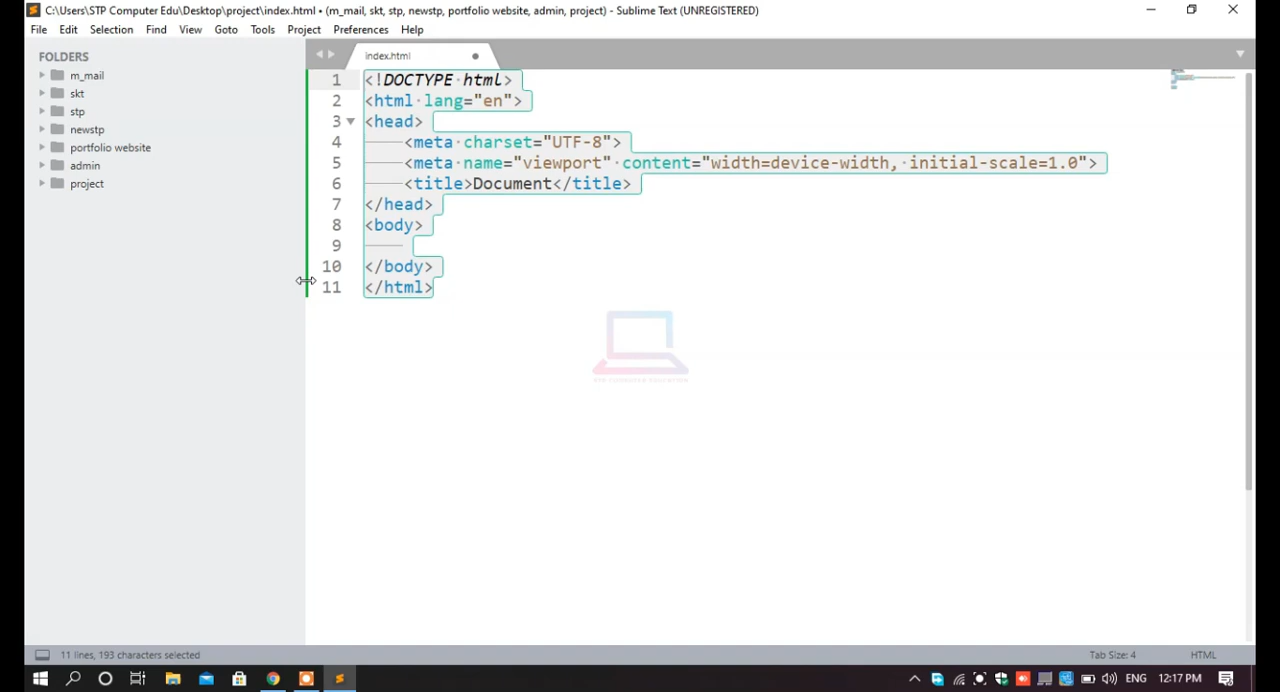 C:\Users\STP Computer Edu\Desktop\project\index.html • (m_mail, skt, stp, newstp, portfolio website, admin, project) - Sublime Text (UNREGISTERED)
File Edit Selection Find View Goto Tools Project Preferences Help
FOLDERS
m_mail
skt
stp
newstp
portfolio website
admin
project
index.html
1 <!DOCTYPE html>
2 <html lang="en">
3 <head>
4 <meta charset="UTF-8">
5 <meta name="viewport" content="width=device-width, initial-scale=1.0">
6 <title>Document</title>
7 </head>
8 <body>
9
10 </body>
11 </html>
STP COMPUTER EDUCATION
11 lines, 193 characters selected
Tab Size: 4
HTML
ENG
12:17 PM